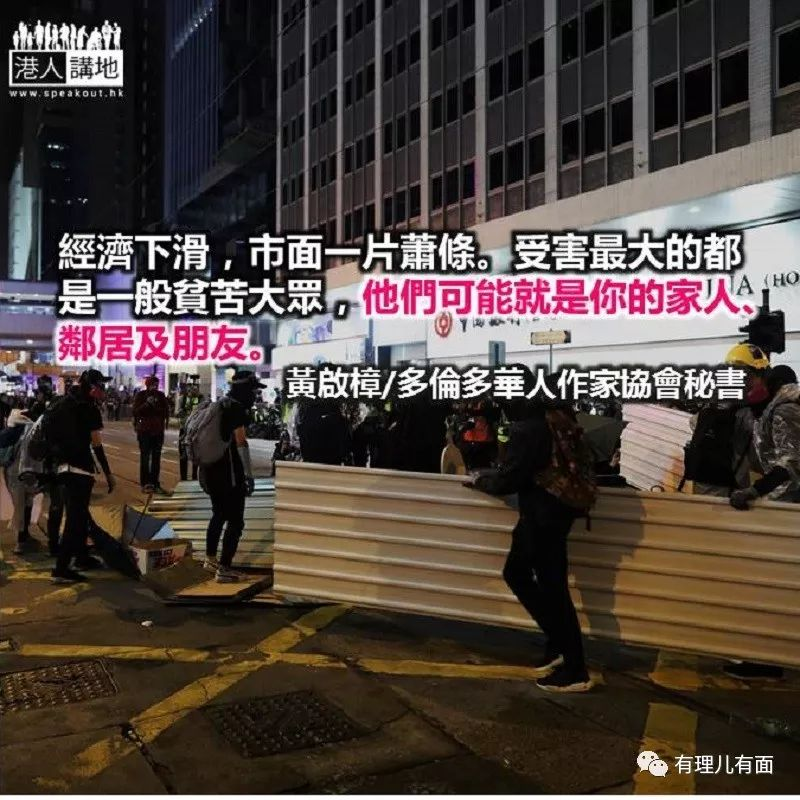 港人講地
www.speakout.hk
經濟下滑，市面一片蕭條。受害最大的都
是一般貧苦大眾，他們可能就是你的家人、
鄰居及朋友。
黃啟樟/多倫多華人作家協會秘書
有理儿有面